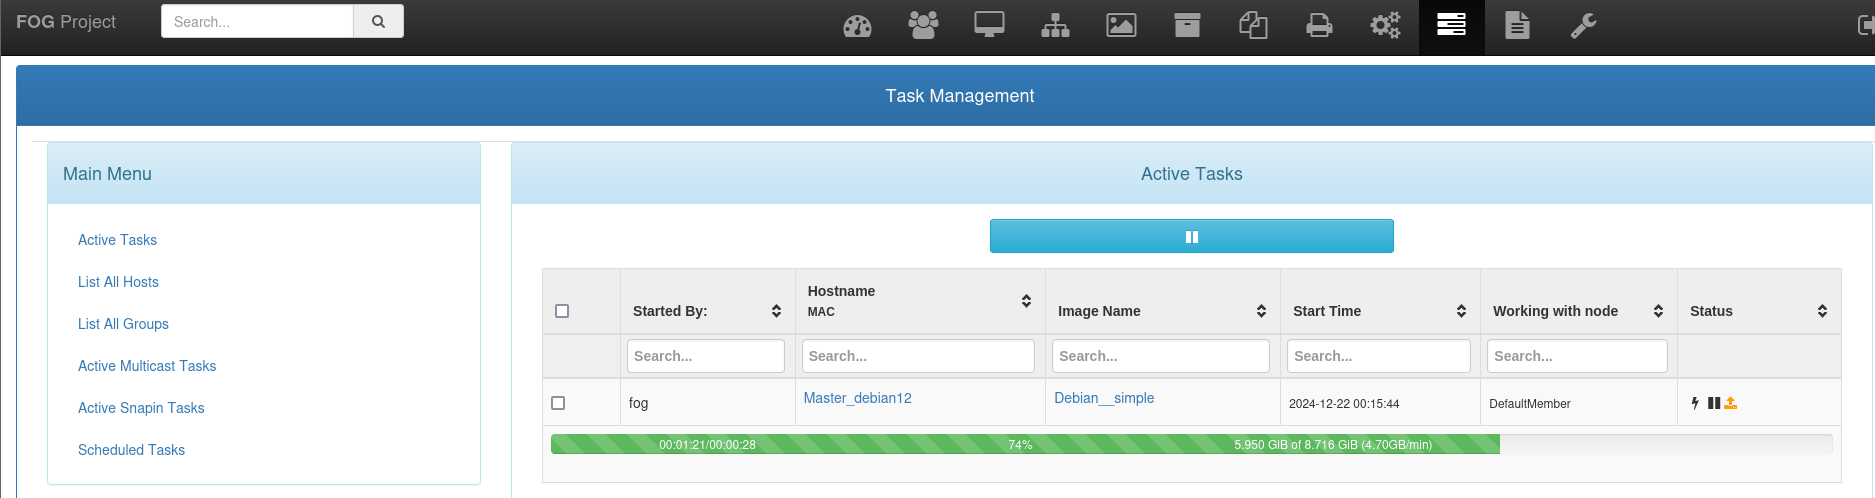 FOG Project
Search...
Task Management
Main Menu
Active Tasks
List All Hosts
List All Groups
Active Multicast Tasks
Active Snapin Tasks
Scheduled Tasks
Active Tasks
Started By:
Hostname
MAC
Image Name
Start Time
Working with node
Status
Search...
Search...
Search...
Search...
Search...
fog
Master_debian12
Debian__simple
2024-12-22 00:15:44
DefaultMember
00:01:21/00:00:28
74%
5.950 GiB of 8.716 GiB (4.70GB/min)